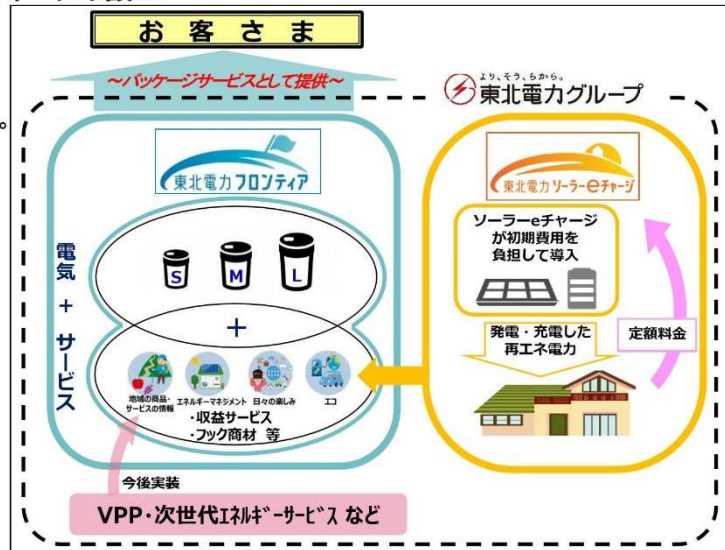 お客さま
～パッケージサービスとして提供～
より、そう、ちから。
東北電力グループ
東北電力 フロンティア
電気 + サービス
S M L
+
地域の商品・
サービスの情報
エネルギーマネジメント
日々の楽しみ
エコ
・収益サービス
・フック商材 等
今後実装
VPP・次世代エネルギーサービス など
東北電力 ソーラーeチャージ
ソーラーeチャージ
が初期費用を
負担して導入
発電・充電した
再エネ電力
定額料金